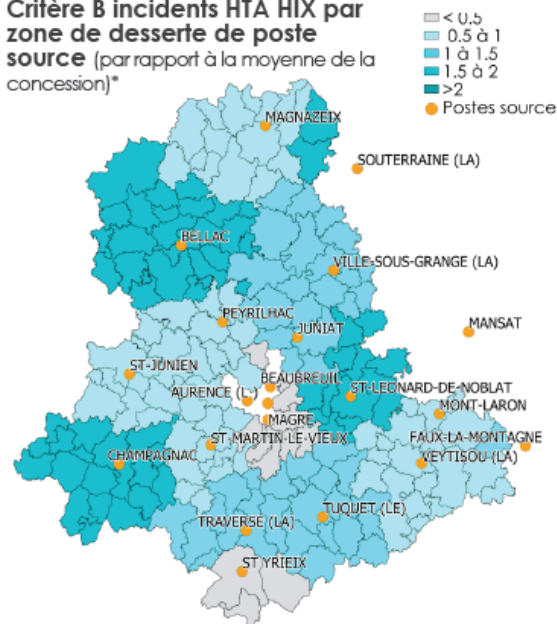 Critère B incidents HTA HIX par
zone de desserte de poste
source (par rapport à la moyenne de la
concession)*
< 0.5
0.5 à 1
1 à 1.5
1.5 à 2
>2
Postes source
MAGNAZEIX
SOUTERRAINE (LA)
BELLAC
VILLE-SOUS-GRANGE (LA)
PEYRILHAC
JUNIAT
MANSAT
ST-JUNIEN
BEAUBREUIL
AURENCE (L')
ST-LEONARD-DE-NOBLAT
MONT-LARON
MAGRE
ST-MARTIN-LE-VIEUX
FAUX-LA-MONTAGNE
CHAMPAGNAC
VEYTISOU (LA)
TUQUET (LE)
TRAVERSE (LA)
ST YRIEIX